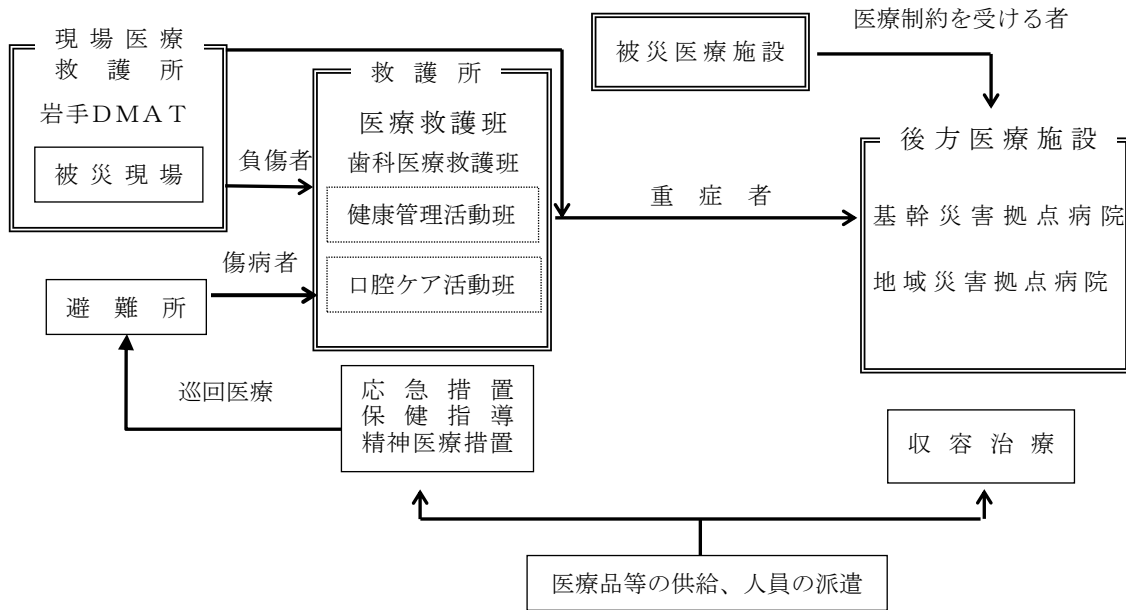 現場医療
救護所
岩手DMAT
被災現場
負傷者
救護所
医療救護班
歯科医療救護班
健康管理活動班
口腔ケア活動班
傷病者
避難所
巡回医療
応急措置
保健指導
精神医療措置
被災医療施設
医療制約を受ける者
重症者
後方医療施設
基幹災害拠点病院
地域災害拠点病院
収容治療
医療品等の供給、人員の派遣